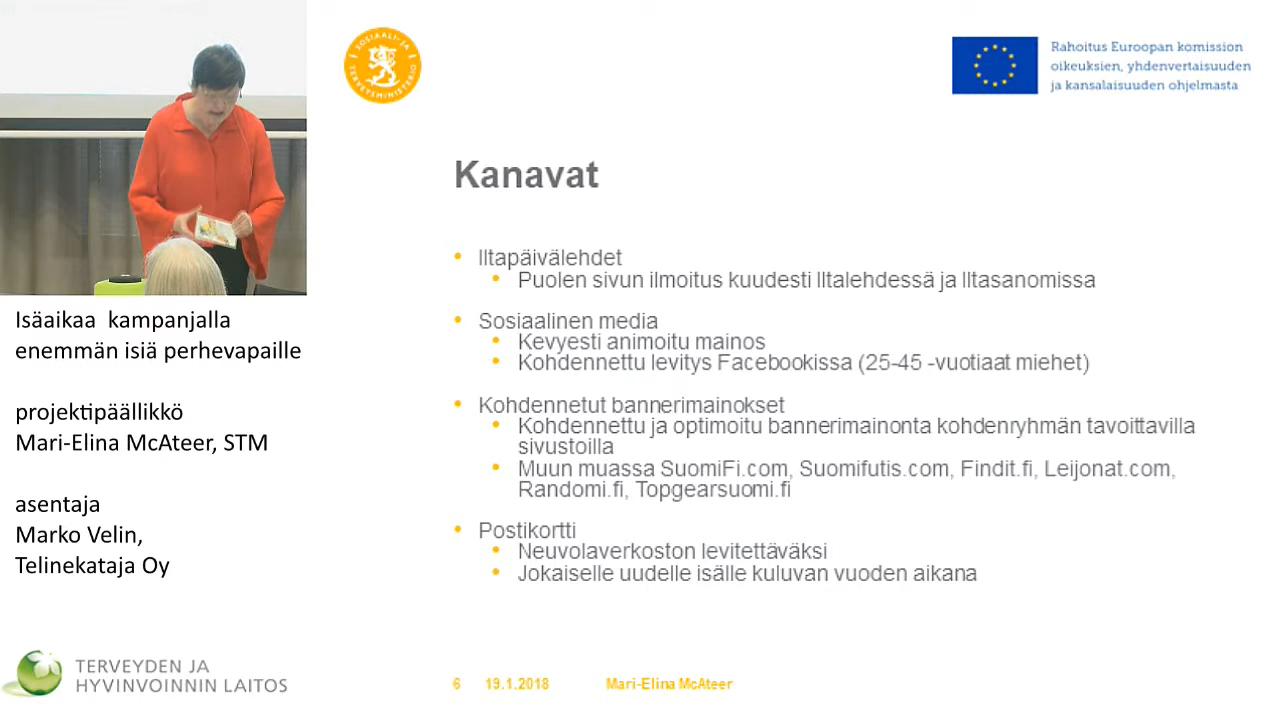 SOSIAALI- JA TERVEYSMINISTERIÖ
Rahoitus Euroopan komission
oikeuksien, yhdenvertaisuuden
ja kansalaisuuden ohjelmasta
Kanavat
• Iltapäivälehdet
• Puolen sivun ilmoitus kuudesti Iltalehdessä ja Iltasanomissa
• Sosiaalinen media
• Kevyesti animoitu mainos
• Kohdennettu levitys Facebookissa (25-45 -vuotiaat miehet)
• Kohdennetut bannerimainokset
• Kohdennettu ja optimoitu bannerimainonta kohdenryhmän tavoittavilla
sivustoilla
• Muun muassa SuomiFi.com, Suomifutis.com, Findit.fi, Leijonat.com,
Randomi.fi, Topgearsuomi.fi
• Postikortti
• Neuvolaverkoston levitettäväksi
• Jokaiselle uudelle isälle kuluvan vuoden aikana
6 19.1.2018 Mari-Elina McAteer
Isäaikaa kampanjalla
enemmän isiä perhevapaille
projektipäällikkö
Mari-Elina McAteer, STM
asentaja
Marko Velin,
Telinekataja Oy
TERVEYDEN JA
HYVINVOINNIN LAITOS